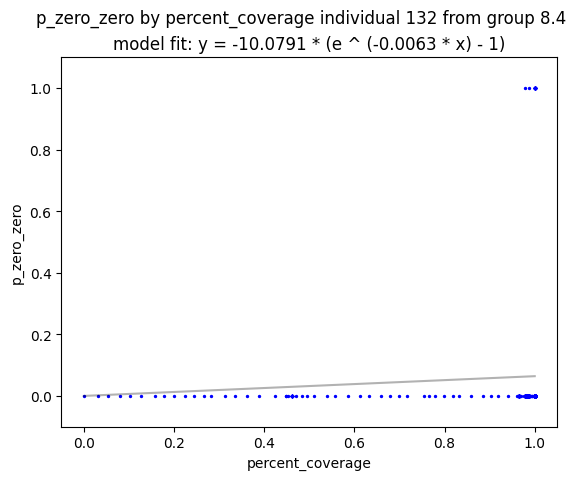 p_zero_zero by percent_coverage individual 132 from group 8.4
model fit: y = -10.0791 * (e ^ (-0.0063 * x) - 1)
1.0
0.8
0.6
0.4
0.2
0.0
p_zero_zero
0.0 0.2 0.4 0.6 0.8 1.0
percent_coverage